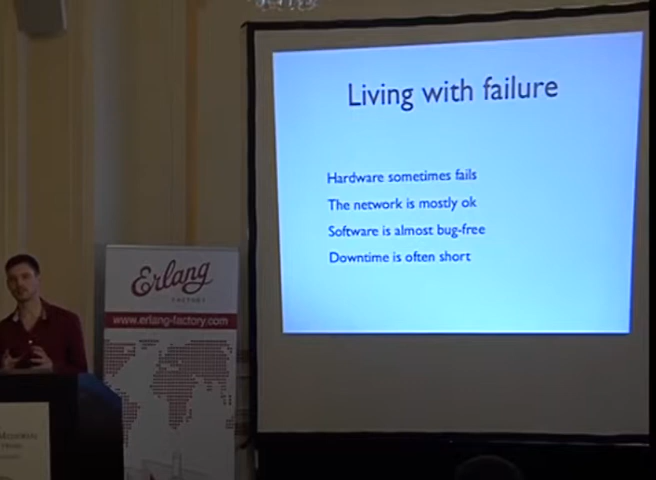 Living with failure
Hardware sometimes fails
The network is mostly ok
Software is almost bug-free
Downtime is often short
Erlang
FACTORY
www.erlang-factory.com